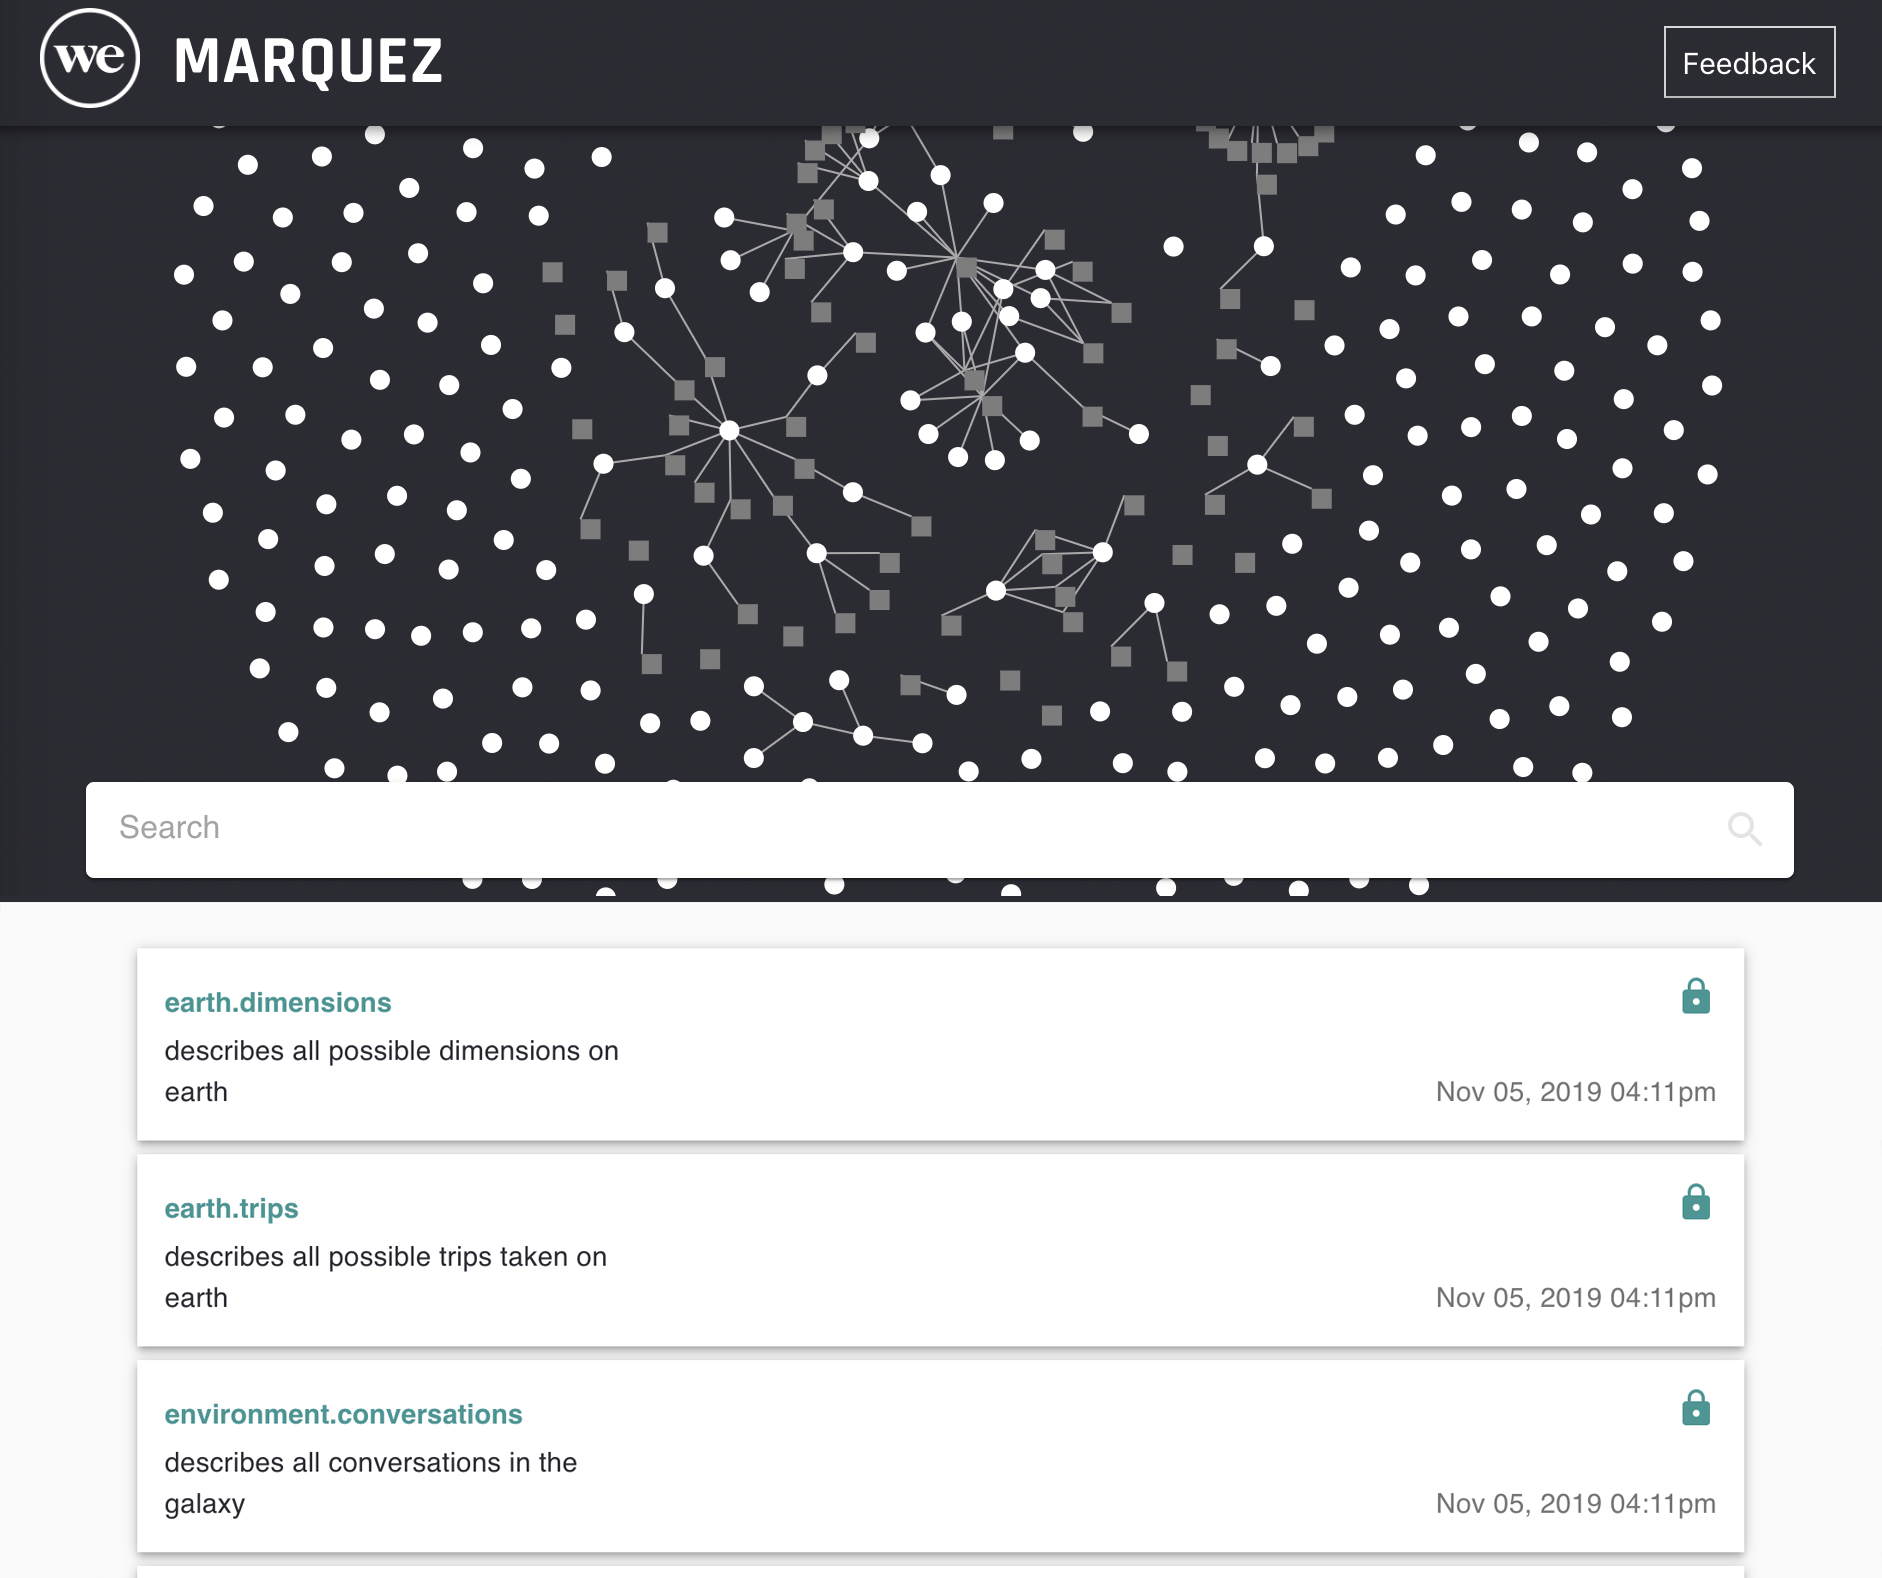 we MARQUEZ
Feedback
Search
earth.dimensions
describes all possible dimensions on
earth
Nov 05, 2019 04:11pm
earth.trips
describes all possible trips taken on
earth
Nov 05, 2019 04:11pm
environment.conversations
describes all conversations in the
galaxy
Nov 05, 2019 04:11pm